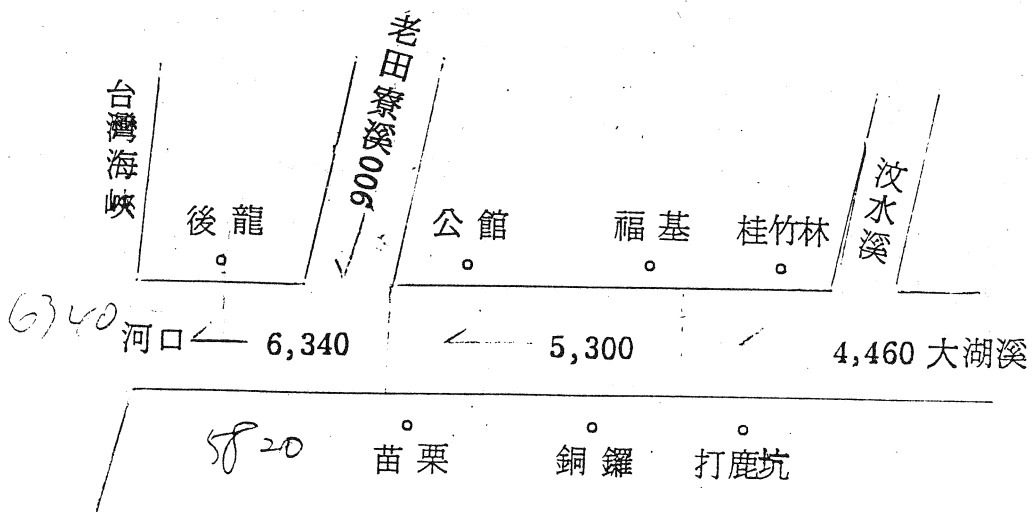 台灣海峽
老田寮溪
900
汶水溪
後龍
公館
福基
桂竹林
6340
河口
6,340
5,300
4,460 大湖溪
5820
苗栗
銅鑼
打鹿坑